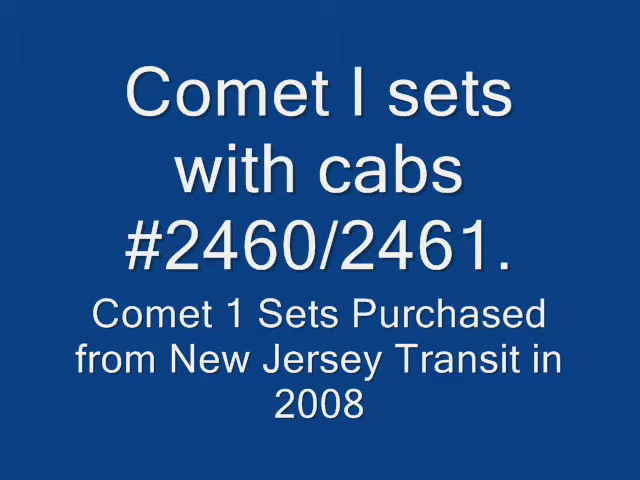 Comet I sets
with cabs
#2460/2461.
Comet 1 Sets Purchased
from New Jersey Transit in
2008